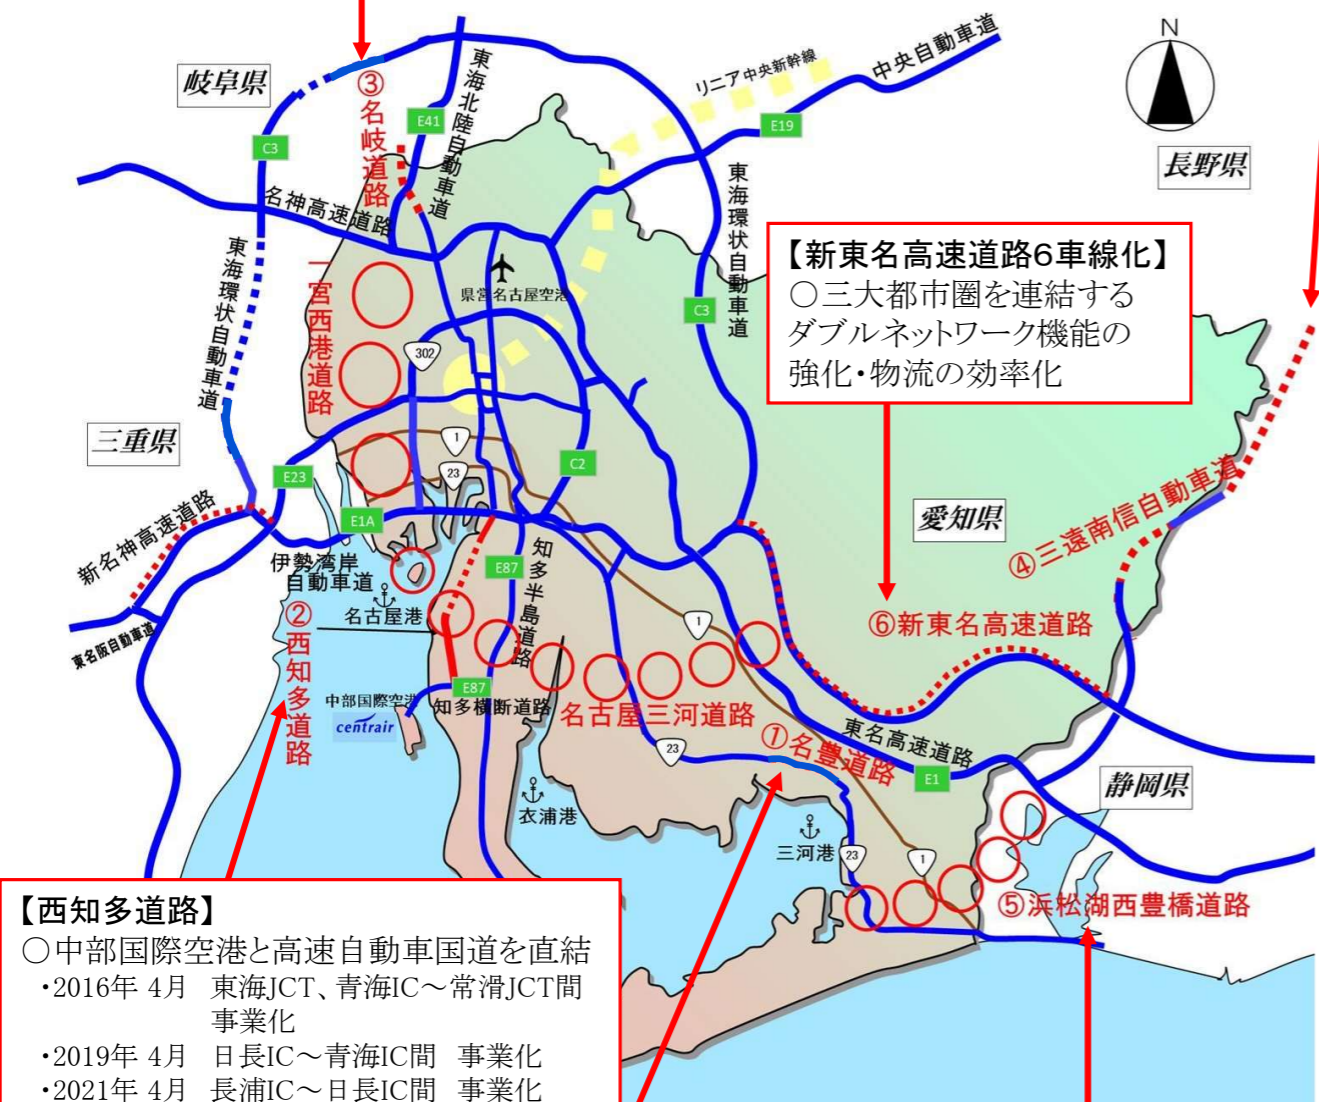 N
岐阜県
③名岐道路
東海北陸自動車道
リニア中央新幹線
中央自動車道
E41
E19
C3
長野県
名神高速道路
東海環状自動車道
東海環状自動車道
【新東名高速道路6車線化】
○三大都市圏を連結する
ダブルネットワーク機能の
強化・物流の効率化
一宮西港道路
県営名古屋空港
C3
302
三重県
1
23
E23
C2
E1A
新名神高速道路
愛知県
④三遠南信自動車道
伊勢湾岸
自動車道
名古屋港
E87
知多半島道路
②西知多道路
東名阪自動車道
1
⑥新東名高速道路
E87
中部国際空港
centrair
知多横断道路
名古屋三河道路
①名豊道路
東名高速道路
23
E1
静岡県
衣浦港
三河港
23
1
⑤浜松湖西豊橋道路
【西知多道路】
○中部国際空港と高速自動車国道を直結
・2016年 4月 東海JCT、青海IC～常滑JCT間
事業化
・2019年 4月 日長IC～青海IC間 事業化
・2021年 4月 長浦IC～日長IC間 事業化